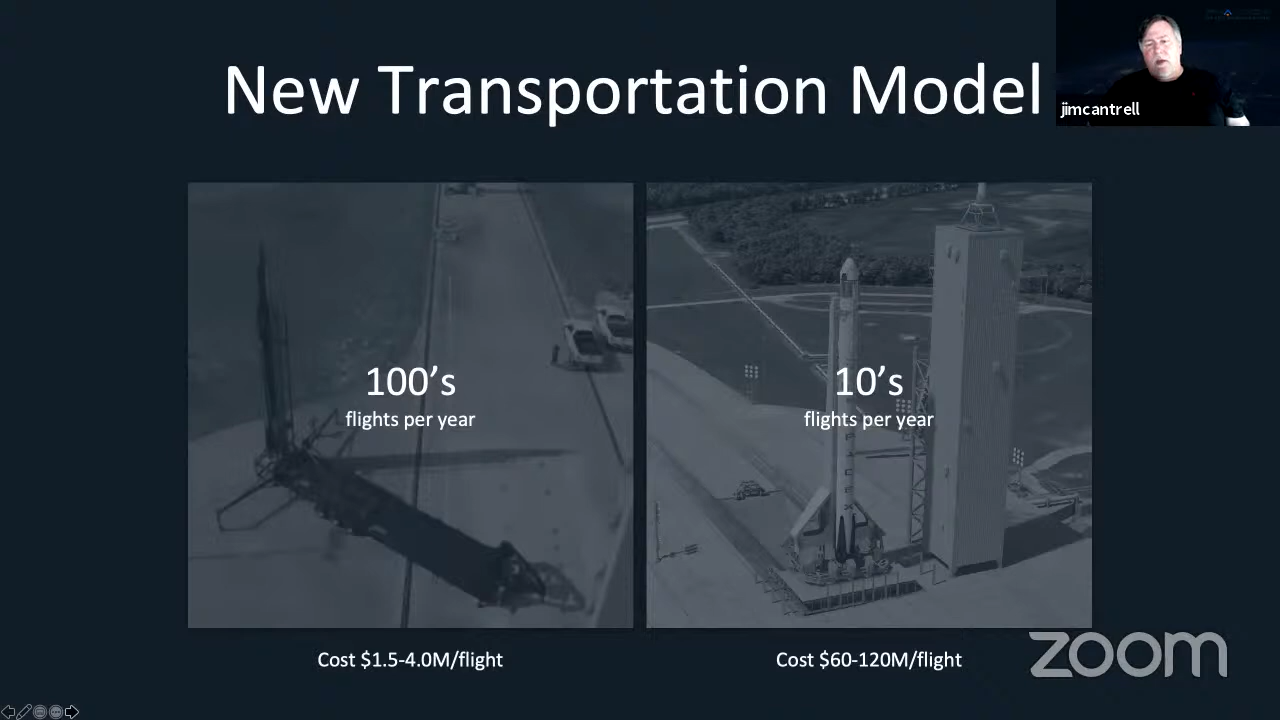 New Transportation Model
jimcantrell
100's
flights per year
10's
flights per year
Cost $1.5-4.0M/flight
Cost $60-120M/flight
zoom